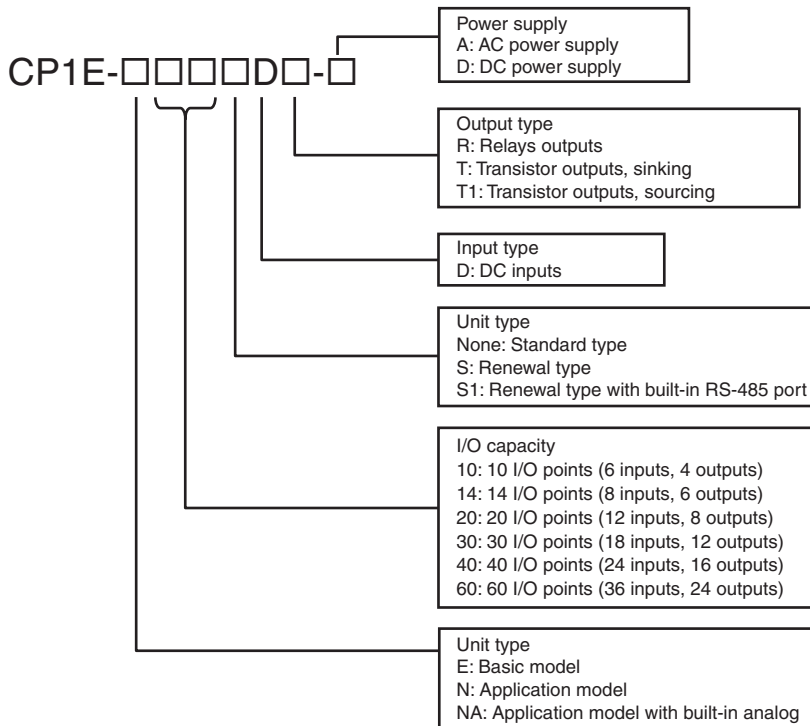 CP1E-□□□□D□-□
Power supply
A: AC power supply
D: DC power supply
Output type
R: Relays outputs
T: Transistor outputs, sinking
T1: Transistor outputs, sourcing
Input type
D: DC inputs
Unit type
None: Standard type
S: Renewal type
S1: Renewal type with built-in RS-485 port
I/O capacity
10: 10 I/O points (6 inputs, 4 outputs)
14: 14 I/O points (8 inputs, 6 outputs)
20: 20 I/O points (12 inputs, 8 outputs)
30: 30 I/O points (18 inputs, 12 outputs)
40: 40 I/O points (24 inputs, 16 outputs)
60: 60 I/O points (36 inputs, 24 outputs)
Unit type
E: Basic model
N: Application model
NA: Application model with built-in analog